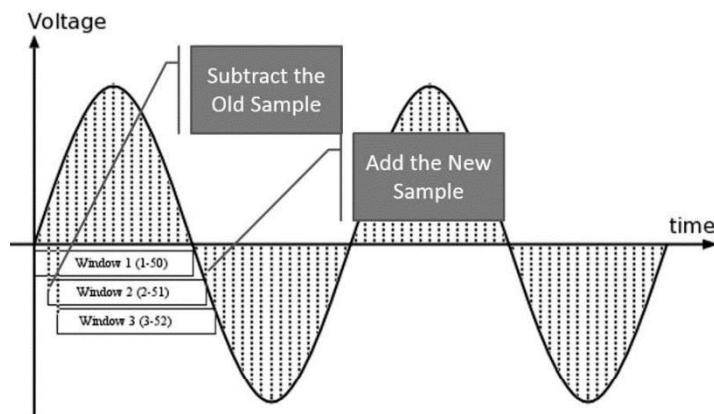 Voltage
Subtract the
Old Sample
Add the New
Sample
time
Window 1 (1-50)
Window 2 (2-51)
Window 3 (3-52)